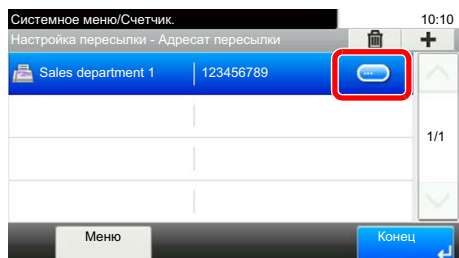 Системное меню/Счетчик.
10:10
Настройка пересылки - Адресат пересылки
Sales department 1
123456789
1/1
Меню
Конец